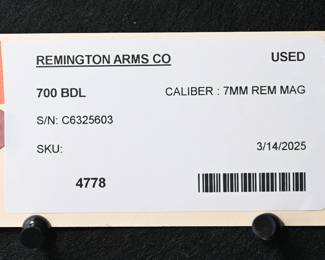 REMINGTON ARMS CO USED
700 BDL CALIBER : 7MM REM MAG
S/N: C6325603
SKU: 3/14/2025
4778